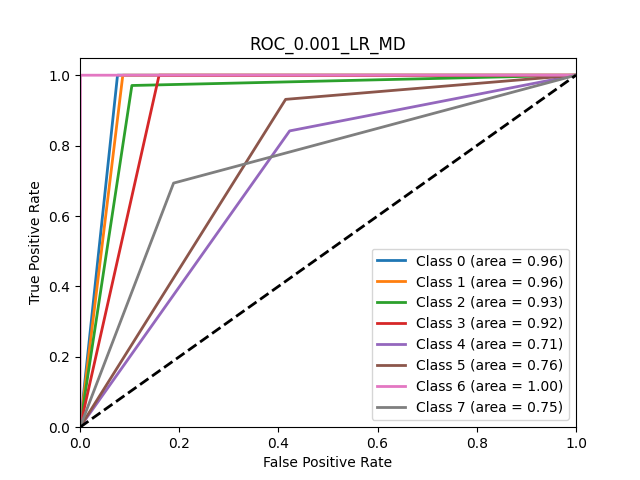 ROC_0.001_LR_MD
True Positive Rate
1.0
0.8
0.6
0.4
0.2
0.0
Class 0 (area = 0.96)
Class 1 (area = 0.96)
Class 2 (area = 0.93)
Class 3 (area = 0.92)
Class 4 (area = 0.71)
Class 5 (area = 0.76)
Class 6 (area = 1.00)
Class 7 (area = 0.75)
0.0 0.2 0.4 0.6 0.8 1.0
False Positive Rate